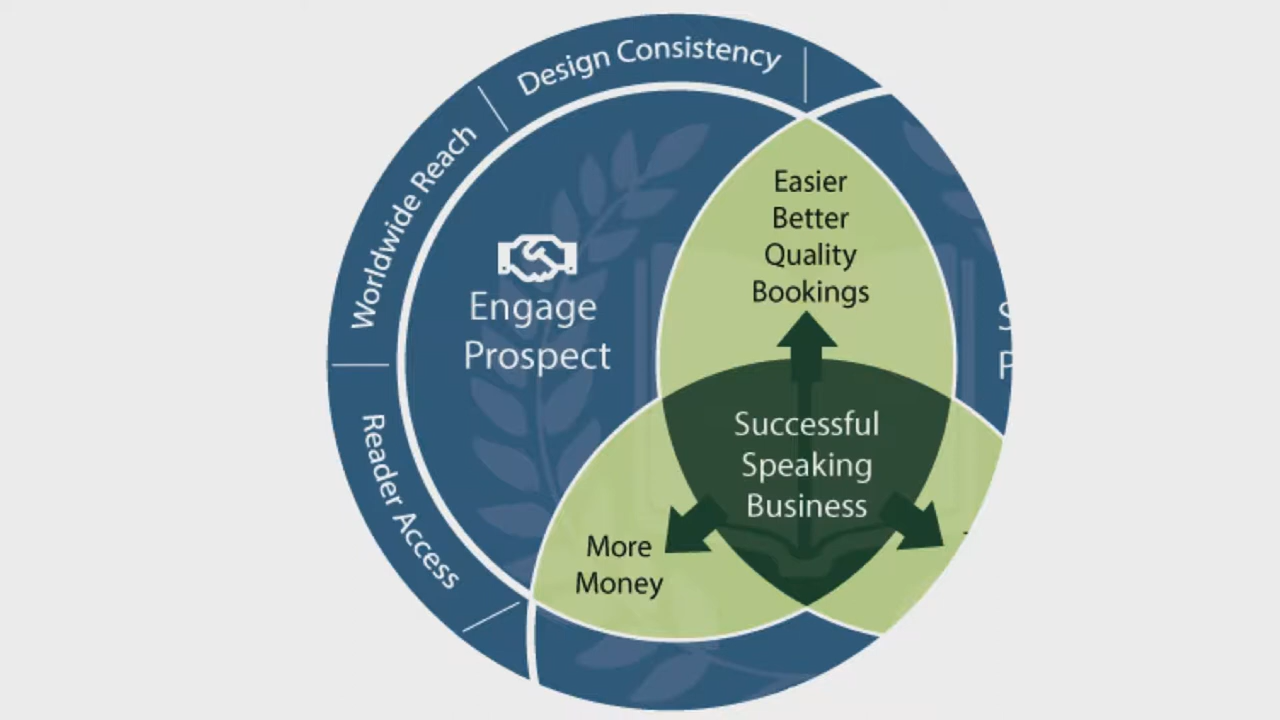 Design Consistency
Worldwide Reach
Reader Access
Engage
Prospect
Easier
Better
Quality
Bookings
Successful
Speaking
Business
More
Money